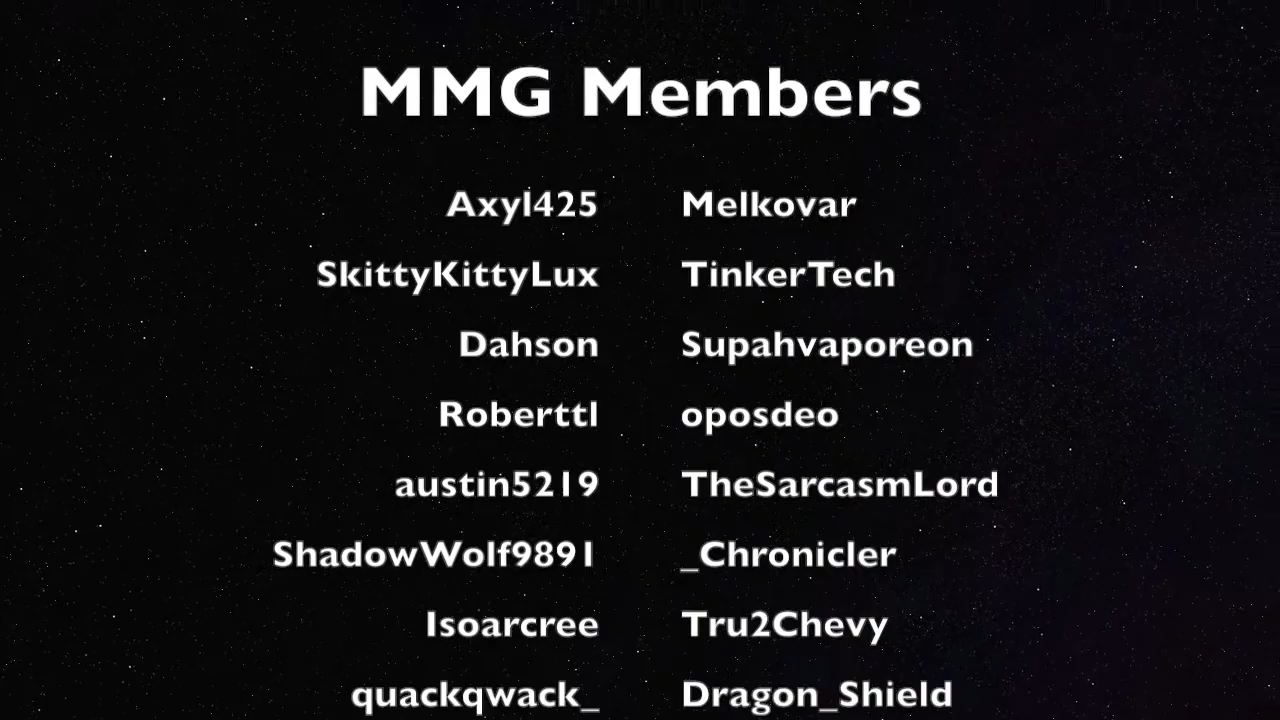 MMG Members
Axyl425 Melkovar
SkittyKittyLux TinkerTech
Dahson Supahvaporeon
Roberttl oposdeo
austin5219 TheSarcasmLord
ShadowWolf9891 _Chronicler
Isoarcree Tru2Chevy
quackqwack_ Dragon_Shield